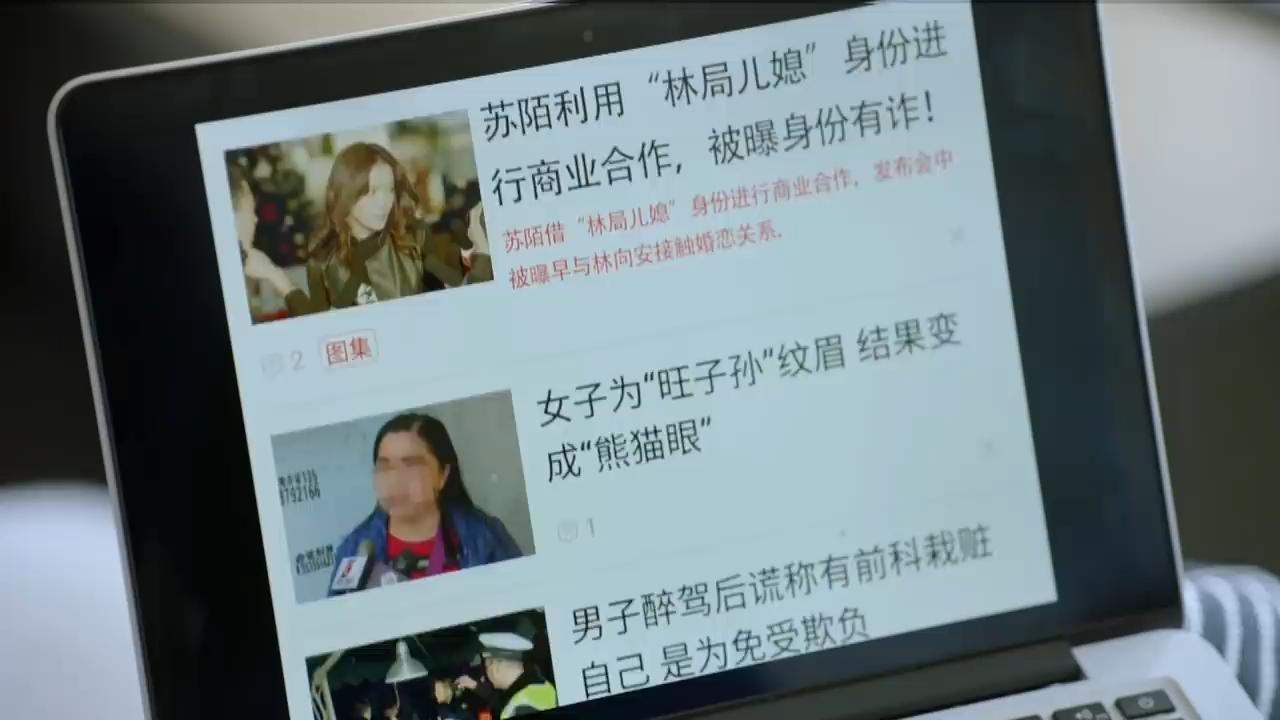 苏陌利用“林局儿媳”身份进
行商业合作，被曝身份有诈！
苏陌借“林局儿媳”身份进行商业合作，发布会中
被曝早与林向安接触婚恋关系.
2 图集
女子为“旺子孙”纹眉 结果变
成“熊猫眼”
1
男子醉驾后谎称有前科栽赃
自己 是为免受欺负